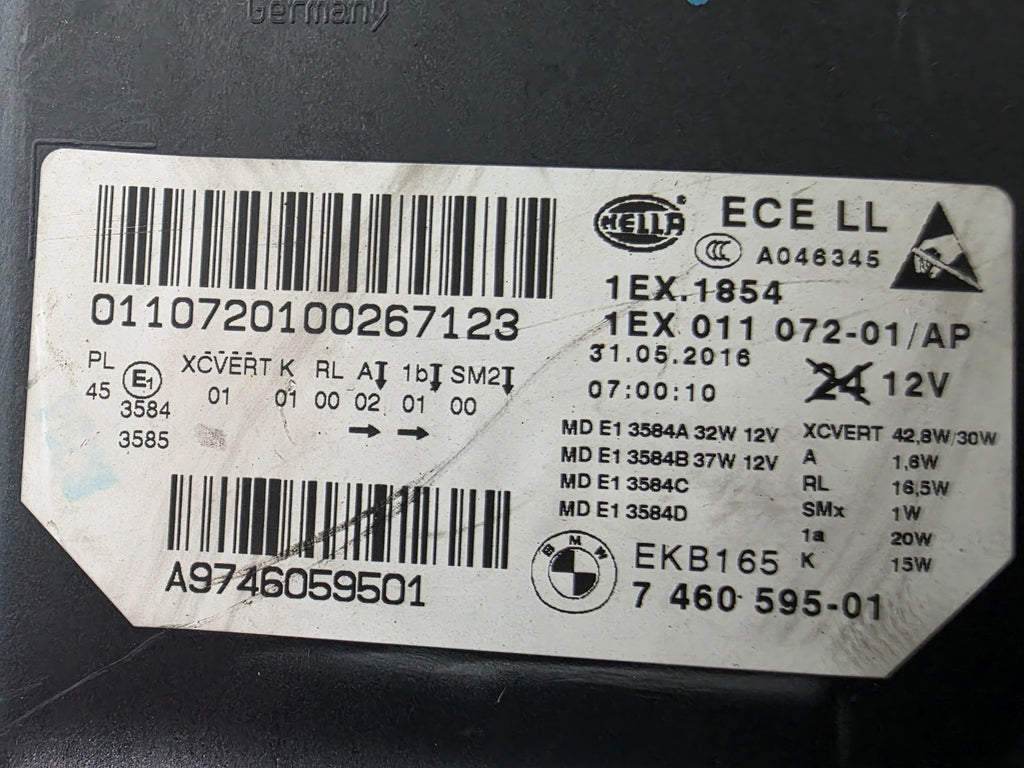 Germany
HELLA ® ECE LL
CCC A046345
011072010026​7123
1EX.1854
1EX 011 072-01/AP
31.05.2016
07:00:10
24 12V
PL XCVERT K RL A 1b SM2
45 E1 01 01 00 02 01 00
3584
3585
MD E1 3584A 32W 12V XCVERT 42,8W/30W
MD E1 3584B 37W 12V A 1,6W
MD E1 3584C RL 16,5W
MD E1 3584D SMx 1W
1a 20W
K 15W
A9746059501
BMW EKB165
7 460 595-01